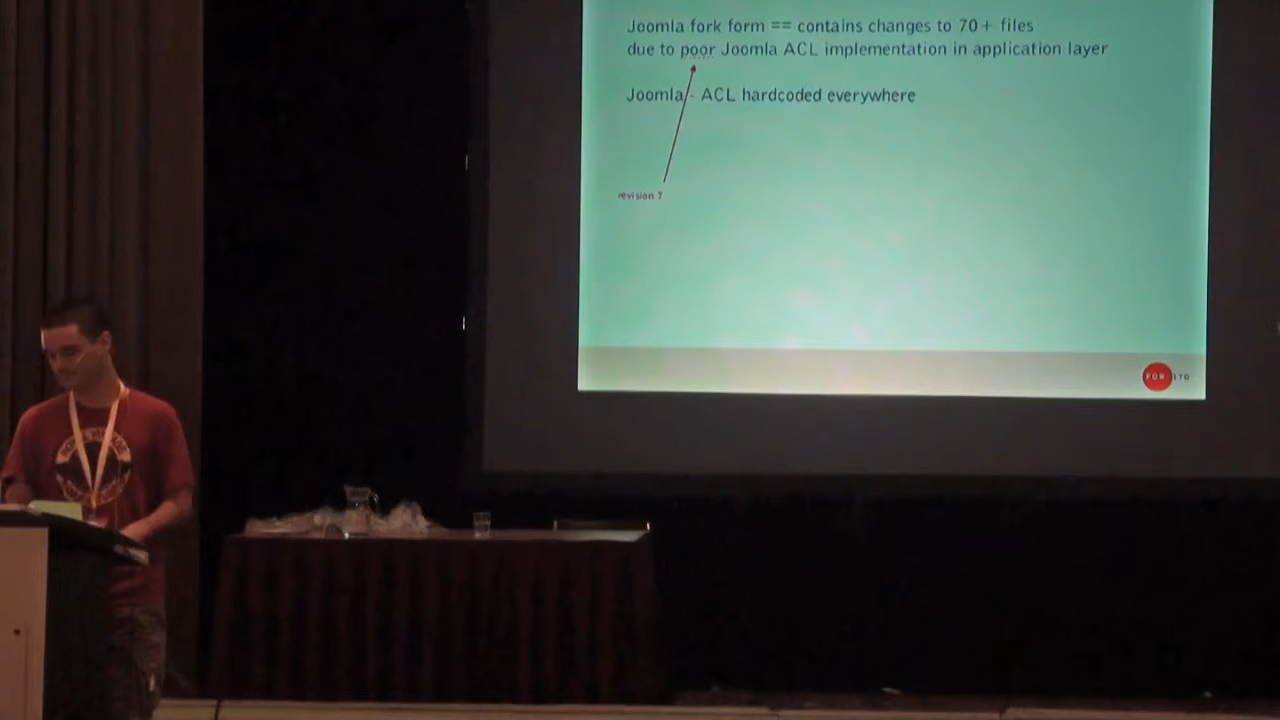 Joomla fork form == contains changes to 70+ files
due to poor Joomla ACL implementation in application layer
Joomla - ACL hardcoded everywhere
revision 7